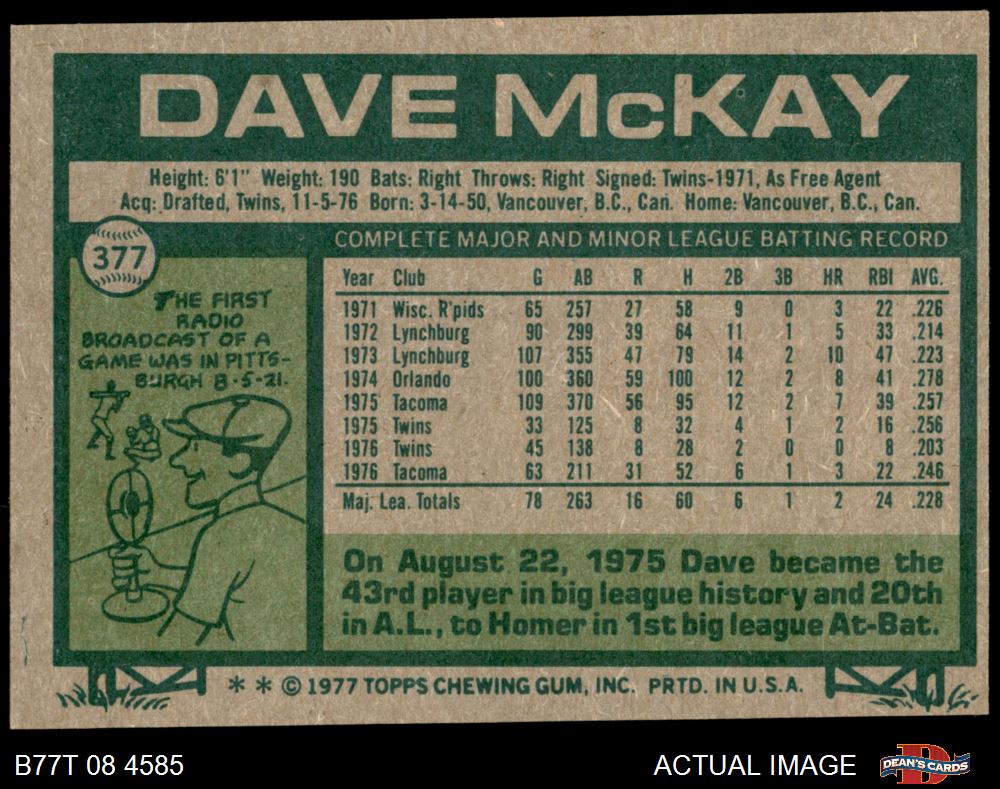 DAVE McKAY
Height: 6'1" Weight: 190 Bats: Right Throws: Right Signed: Twins-1971, As Free Agent
Acq: Drafted, Twins, 11-5-76 Born: 3-14-50, Vancouver, B.C., Can. Home: Vancouver, B.C., Can.
377
THE FIRST
RADIO
BROADCAST OF A
GAME WAS IN PITTS-
BURGH 8-5-21.
COMPLETE MAJOR AND MINOR LEAGUE BATTING RECORD
Year Club G AB R H 2B 3B HR RBI AVG.
1971 Wisc. R'pids 65 257 27 58 9 0 3 22 .226
1972 Lynchburg 90 299 39 64 11 1 5 33 .214
1973 Lynchburg 107 355 47 79 14 2 10 47 .223
1974 Orlando 100 360 59 100 12 2 8 41 .278
1975 Tacoma 109 370 56 95 12 2 7 39 .257
1975 Twins 33 125 8 32 4 1 2 16 .256
1976 Twins 45 138 8 28 2 0 0 8 .203
1976 Tacoma 63 211 31 52 6 1 3 22 .246
Maj. Lea. Totals 78 263 16 60 6 1 2 24 .228
On August 22, 1975 Dave became the
43rd player in big league history and 20th
in A.L., to Homer in 1st big league At-Bat.
* * © 1977 TOPPS CHEWING GUM, INC. PRTD. IN U.S.A.
B77T 08 4585
ACTUAL IMAGE
D
DEAN'S CARDS